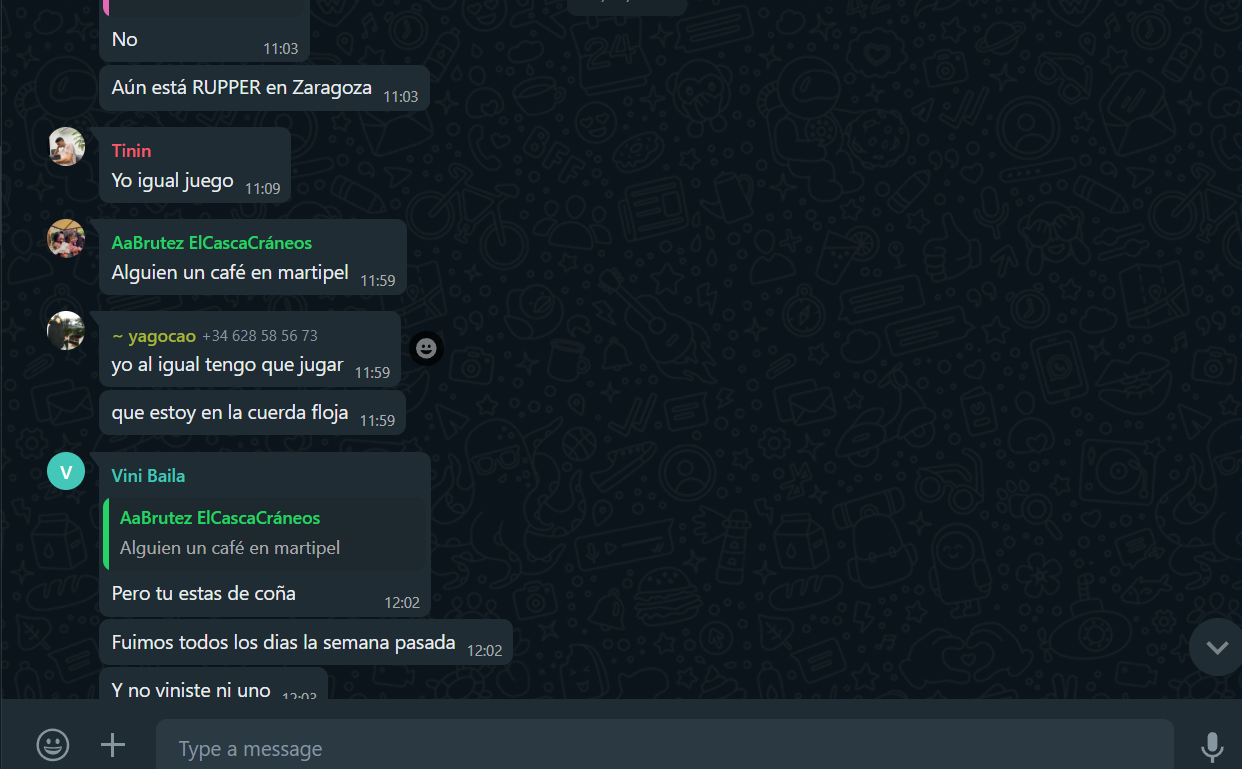 No
11:03
Aún está RUPPER en Zaragoza 11:03
Tinin
Yo igual juego 11:09
AaBrutez ElCascaCráneos
Alguien un café en martipel 11:59
~ yagocao +34 628 58 56 73
yo al igual tengo que jugar 11:59
que estoy en la cuerda floja 11:59
V
Vini Baila
AaBrutez ElCascaCráneos
Alguien un café en martipel
Pero tu estas de coña
12:02
Fuimos todos los dias la semana pasada 12:02
Y no viniste ni uno 12:03
Type a message